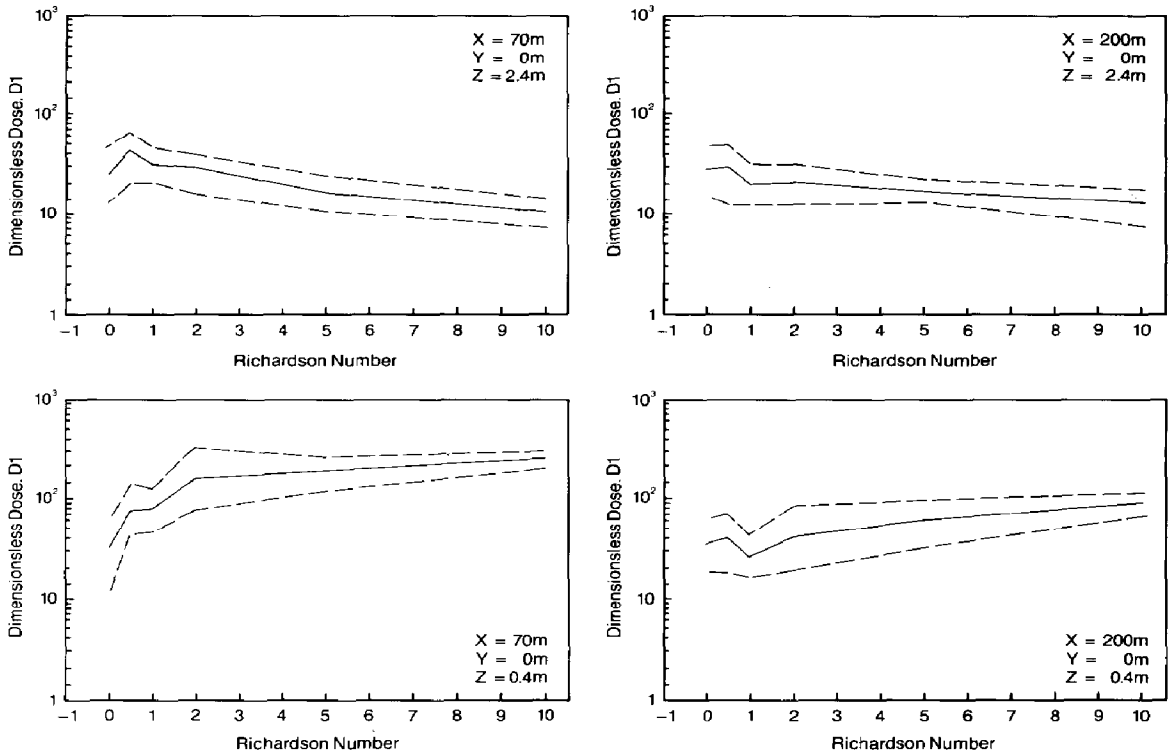 10³
10²
10
1
Dimensionless Dose. D1
X = 70m
Y = 0m
Z = 2.4m
−1 0 1 2 3 4 5 6 7 8 9 10
Richardson Number
10³
10²
10
1
Dimensionless Dose. D1
X = 200m
Y = 0m
Z = 2.4m
−1 0 1 2 3 4 5 6 7 8 9 10
Richardson Number
10³
10²
10
1
Dimensionless Dose. D1
X = 70m
Y = 0m
Z = 0.4m
−1 0 1 2 3 4 5 6 7 8 9 10
Richardson Number
10³
10²
10
1
Dimensionless Dose. D1
X = 200m
Y = 0m
Z = 0.4m
−1 0 1 2 3 4 5 6 7 8 9 10
Richardson Number